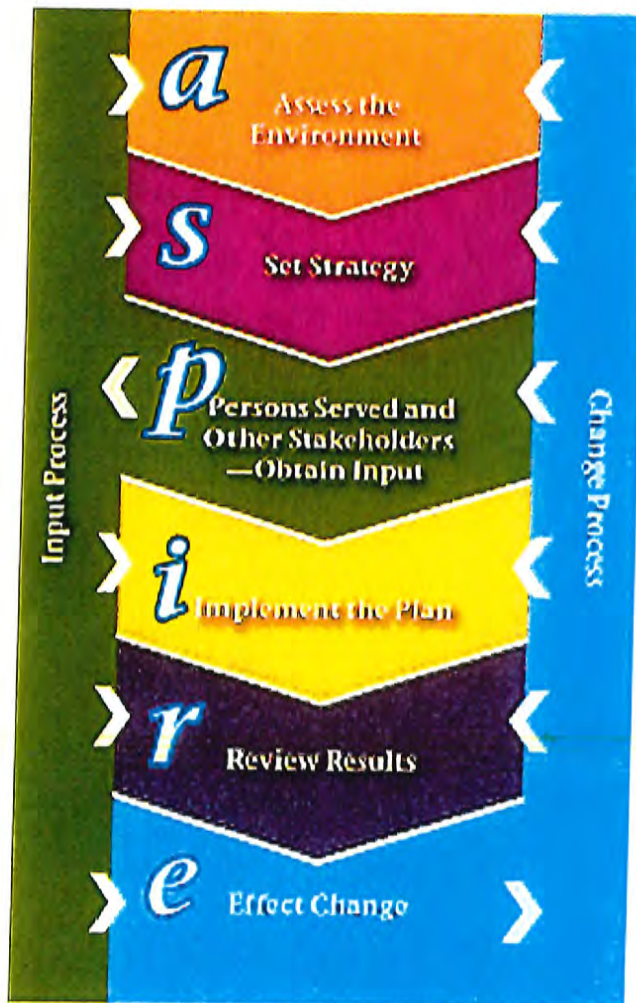 a
Assess the
Environment
s
Set Strategy
p
Persons Served and
Other Stakeholders
—Obtain Input
i
Implement the Plan
r
Review Results
e
Effect Change
Input Process
Change Process